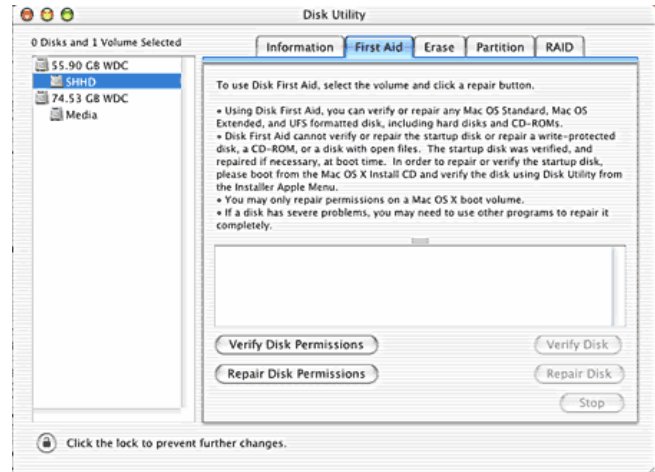 Disk Utility
0 Disks and 1 Volume Selected
Information
First Aid
Erase
Partition
RAID
55.90 GB WDC
SHHD
74.53 GB WDC
Media
To use Disk First Aid, select the volume and click a repair button.
• Using Disk First Aid, you can verify or repair any Mac OS Standard, Mac OS
Extended, and UFS formatted disk, including hard disks and CD-ROMs.
• Disk First Aid cannot verify or repair the startup disk or repair a write-protected
disk, a CD-ROM, or a disk with open files. The startup disk was verified, and
repaired if necessary, at boot time. In order to repair or verify the startup disk,
please boot from the Mac OS X Install CD and verify the disk using Disk Utility from
the Installer Apple Menu.
• You may only repair permissions on a Mac OS X boot volume.
• If a disk has severe problems, you may need to use other programs to repair it
completely.
Verify Disk Permissions
Verify Disk
Repair Disk Permissions
Repair Disk
Stop
Click the lock to prevent further changes.